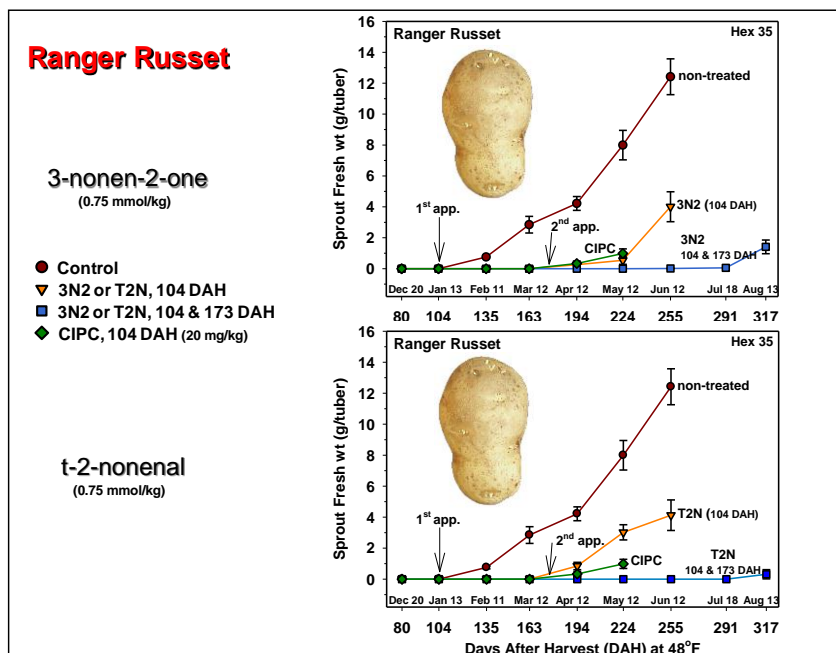 Ranger Russet
3-nonen-2-one
(0.75 mmol/kg)
Control
3N2 or T2N, 104 DAH
3N2 or T2N, 104 & 173 DAH
CIPC, 104 DAH (20 mg/kg)
t-2-nonenal
(0.75 mmol/kg)
Ranger Russet
Hex 35
Sprout Fresh wt (g/tuber)
16
14
12
10
8
6
4
2
0
non-treated
1st app.
2nd app.
CIPC
3N2 (104 DAH)
3N2
104 & 173 DAH
Dec 20 Jan 13 Feb 11 Mar 12 Apr 12 May 12 Jun 12 Jul 18 Aug 13
80 104 135 163 194 224 255 291 317
Ranger Russet
Hex 35
Sprout Fresh wt (g/tuber)
16
14
12
10
8
6
4
2
0
non-treated
1st app.
2nd app.
CIPC
T2N (104 DAH)
T2N
104 & 173 DAH
Dec 20 Jan 13 Feb 11 Mar 12 Apr 12 May 12 Jun 12 Jul 18 Aug 13
80 104 135 163 194 224 255 291 317
Days After Harvest (DAH) at 48°F